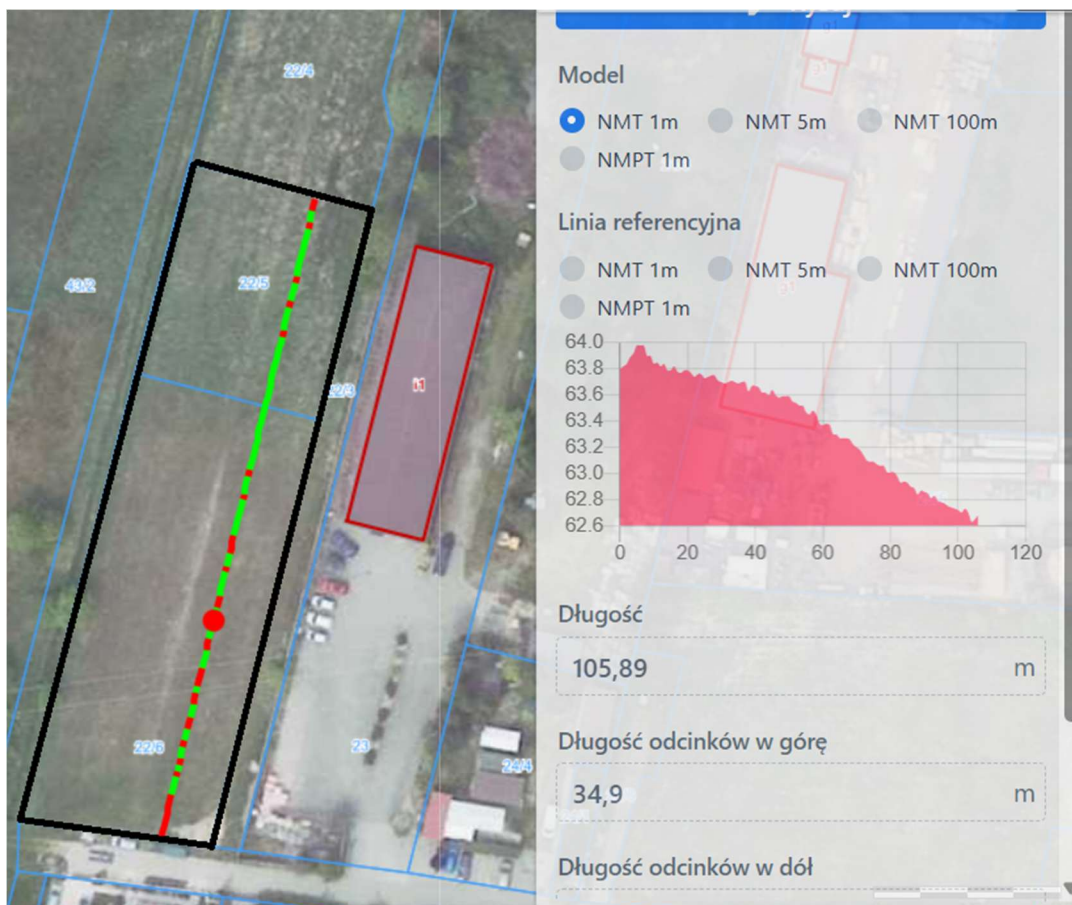 22/4
43/2
22/5
i1
22/6
23
24/4
Model
NMT 1m
NMT 5m
NMT 100m
NMPT 1m
Linia referencyjna
NMT 1m
NMT 5m
NMT 100m
NMPT 1m
64.0
63.8
63.6
63.4
63.2
63.0
62.8
62.6
0
20
40
60
80
100
120
Długość
105,89 m
Długość odcinków w górę
34,9 m
Długość odcinków w dół